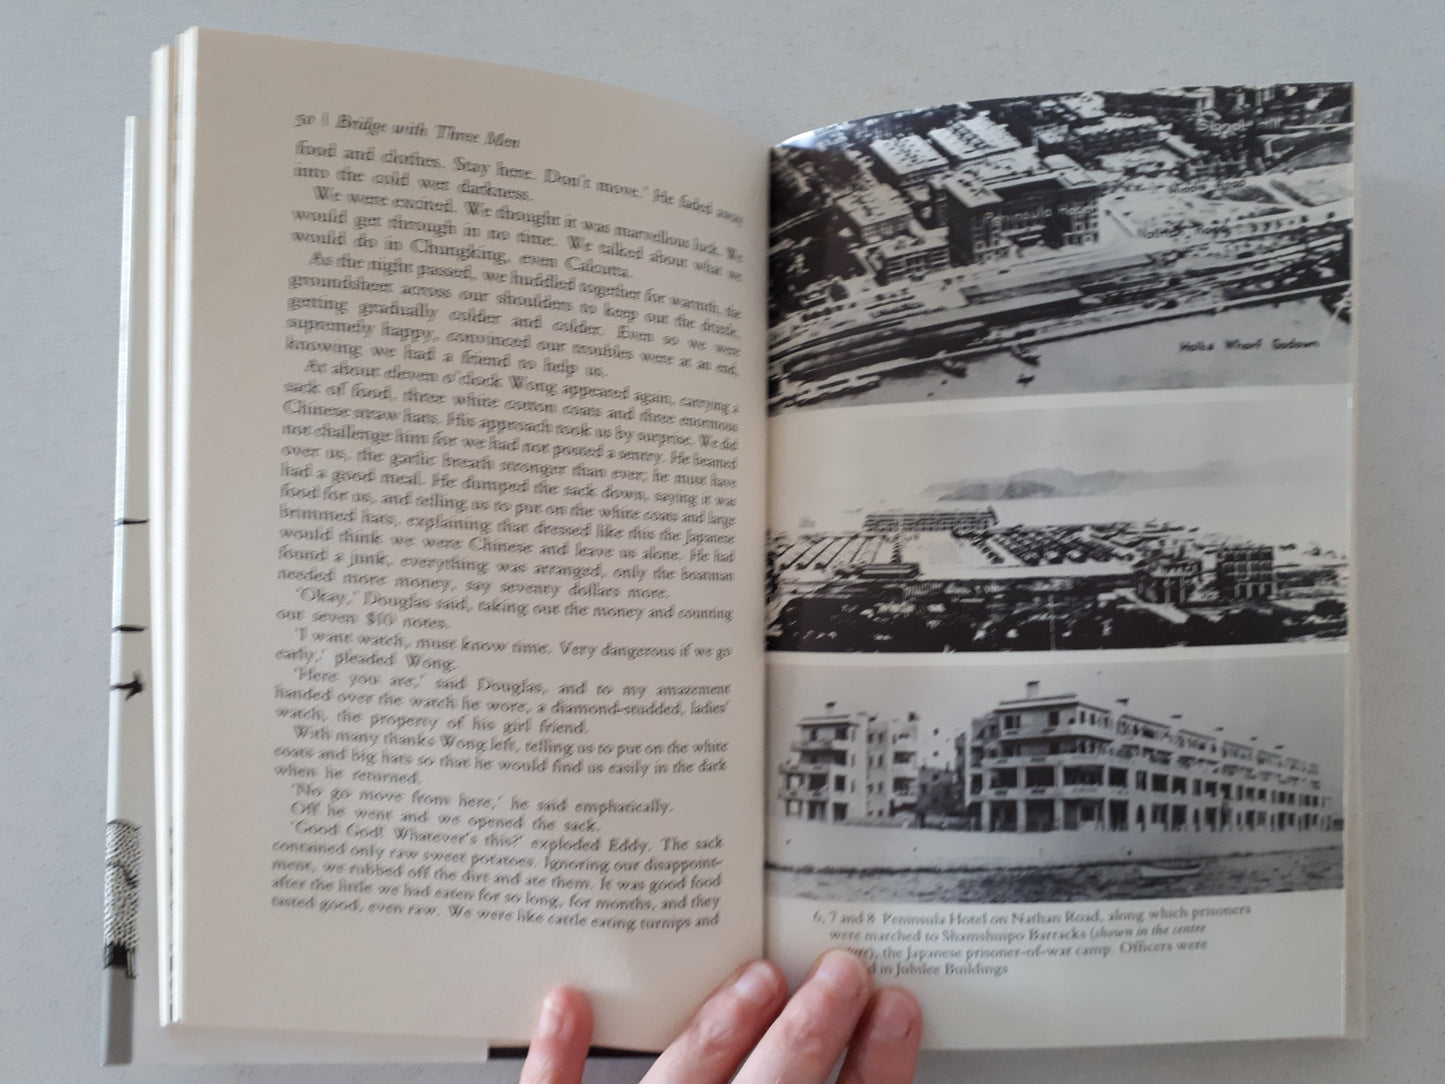 50 | Bridge with Three Men
food and clothes. Stay here. Don't move.' He faded away
into the cold wet darkness.
We were excited. We thought it was marvellous luck. We
would get through in no time. We talked about what we
would do in Chungking, even Calcutta.
As the night passed, we huddled together for warmth, the
groundsheet across our shoulders to keep out the drizzle,
getting gradually colder and colder. Even so we were
supremely happy, convinced our troubles were at an end,
knowing we had a friend to help us.
At about eleven o'clock Wong appeared again, carrying a
sack of food, three white cotton coats and three enormous
Chinese straw hats. His approach took us by surprise. We did
not challenge him for we had not posted a sentry. He beamed
over us, the garlic breath stronger than ever; he must have
had a good meal. He dumped the sack down, saying it was
food for us, and telling us to put on the white coats and large
brimmed hats, explaining that dressed like this the Japanese
would think we were Chinese and leave us alone. He had
found a junk, everything was arranged, only the boatman
needed more money, say seventy dollars more.
'Okay,' Douglas said, taking out the money and counting
out seven $10 notes.
'I want watch, must know time. Very dangerous if we go
early,' pleaded Wong.
'Here you are,' said Douglas, and to my amazement
handed over the watch he wore, a diamond-studded, ladies'
watch, the property of his girl friend.
With many thanks Wong left, telling us to put on the white
coats and big hats so that he would find us easily in the dark
when he returned.
'No go move from here,' he said emphatically.
Off he went and we opened the sack.
'Good God! Whatever's this?' exploded Eddy. The sack
contained only raw sweet potatoes. Ignoring our disappoint-
ment, we rubbed off the dirt and ate them. It was good food
after the little we had eaten for so long, for months, and they
tasted good, even raw. We were like cattle eating turnips and
Signal Hill
Peninsula Hotel
Nathan Road
Holts Wharf Godown
6, 7 and 8 Peninsula Hotel on Nathan Road, along which prisoners
were marched to Shamshuipo Barracks (shown in the centre
the Japanese prisoner-of-war camp. Officers were
in Jubilee Buildings